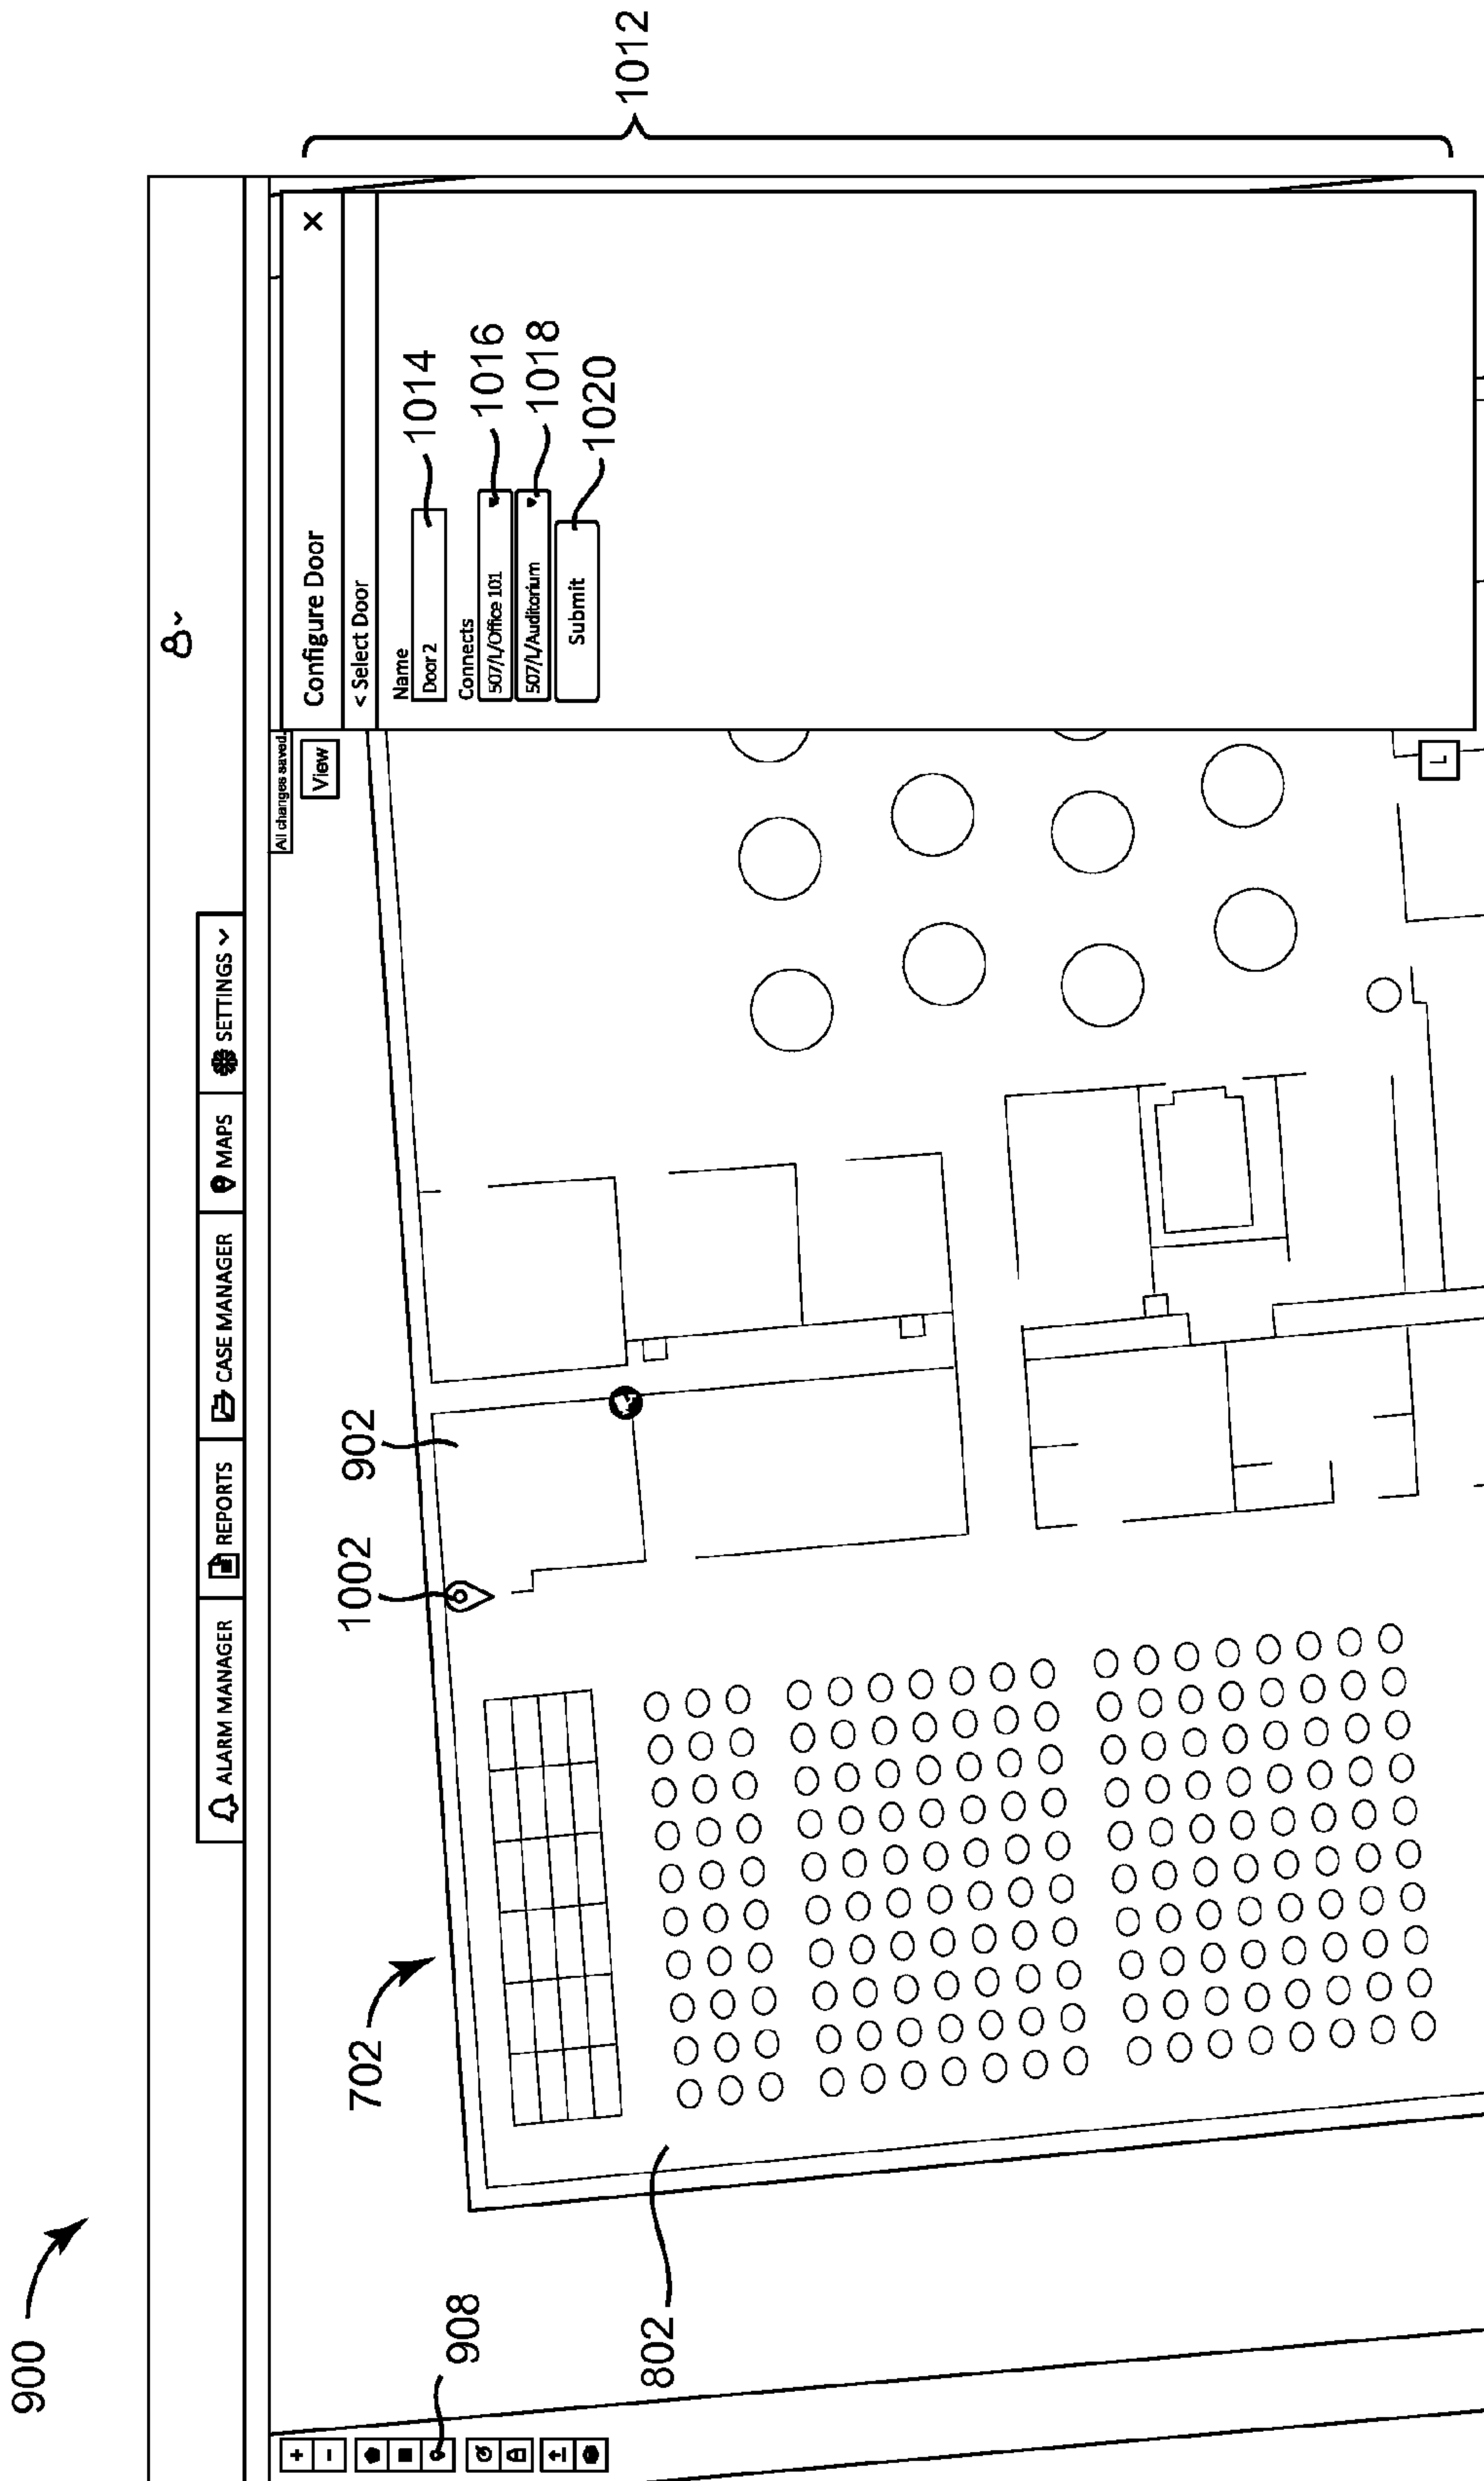 900
ALARM MANAGER
REPORTS
CASE MANAGER
MAPS
SETTINGS
All changes saved.
View
Configure Door
X
< Select Door
Name
Door 2
Connects
507/L/Office 101
507/L/Auditorium
Submit
1012
1014
1016
1018
1020
+
-
908
702
1002
902
802
L